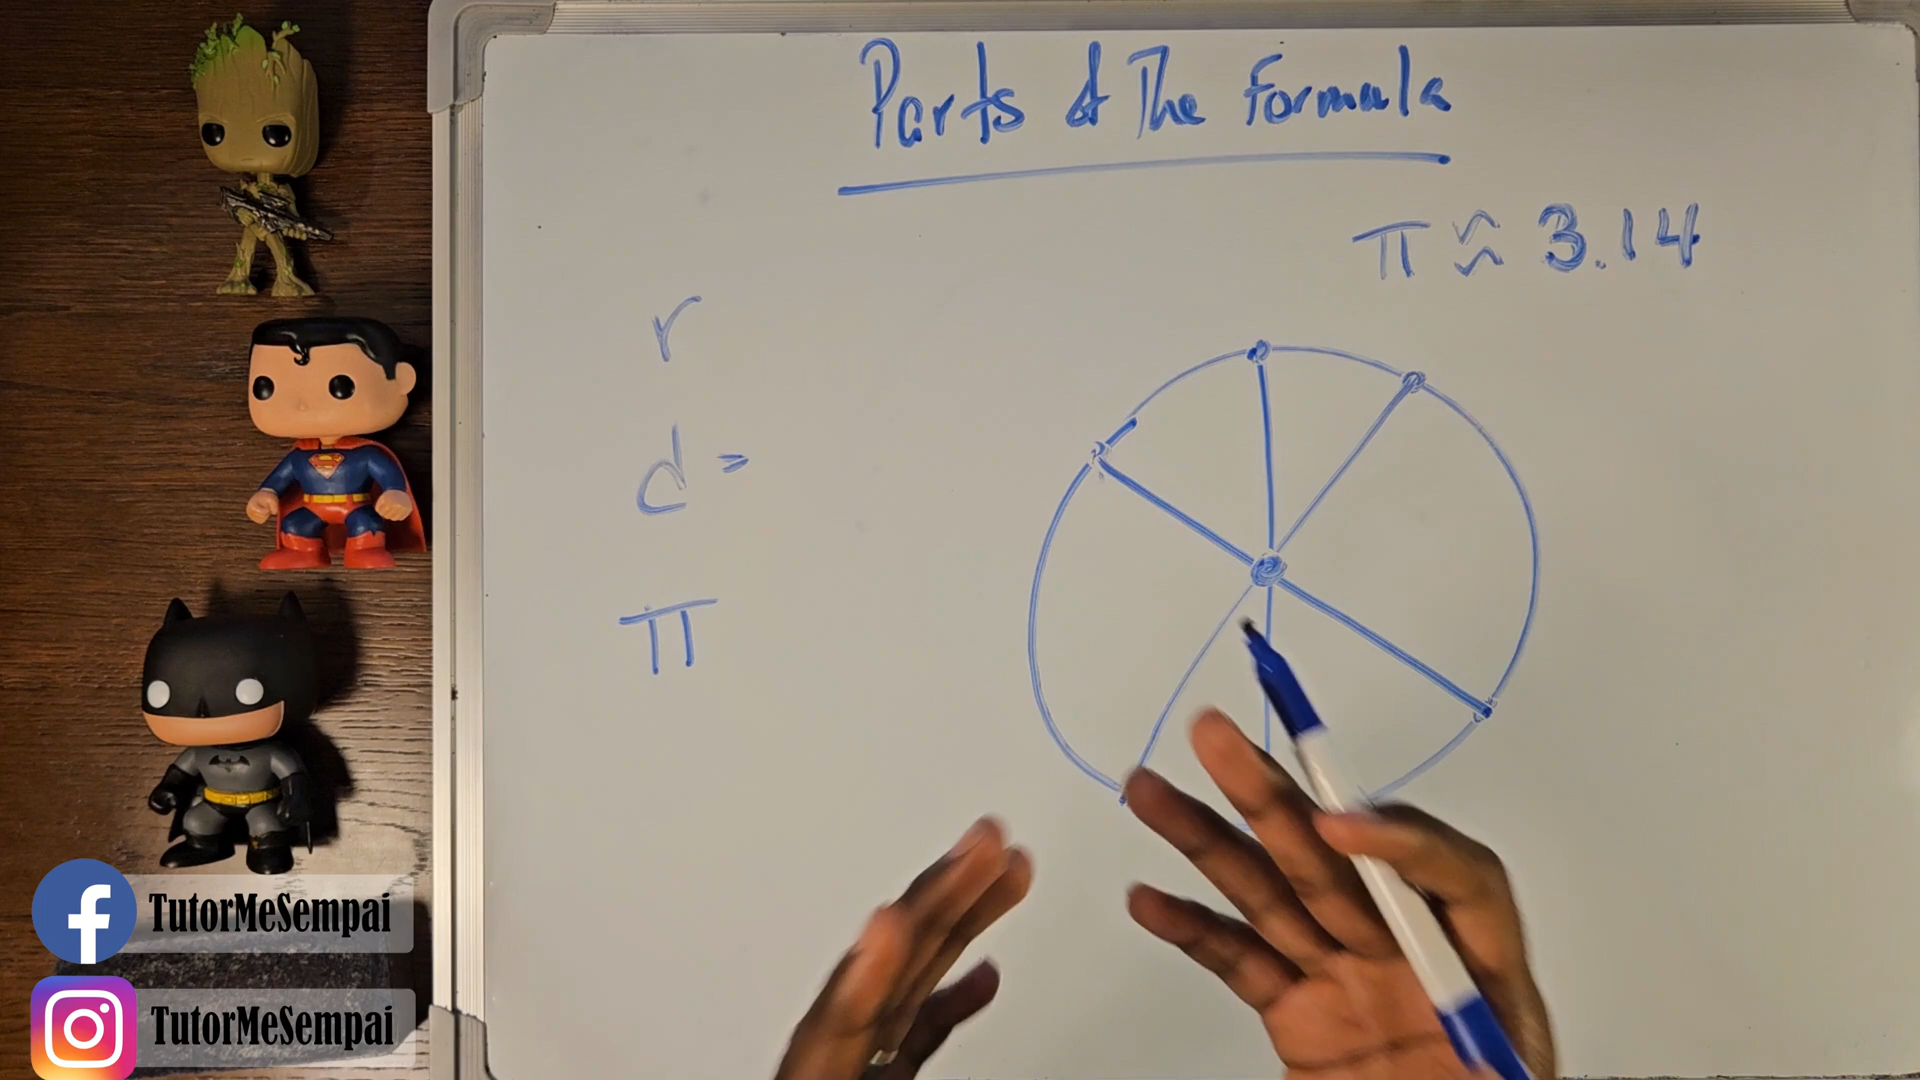 Parts of The formula
π ≈ 3.14
r
d =
π
TutorMeSempai
TutorMeSempai